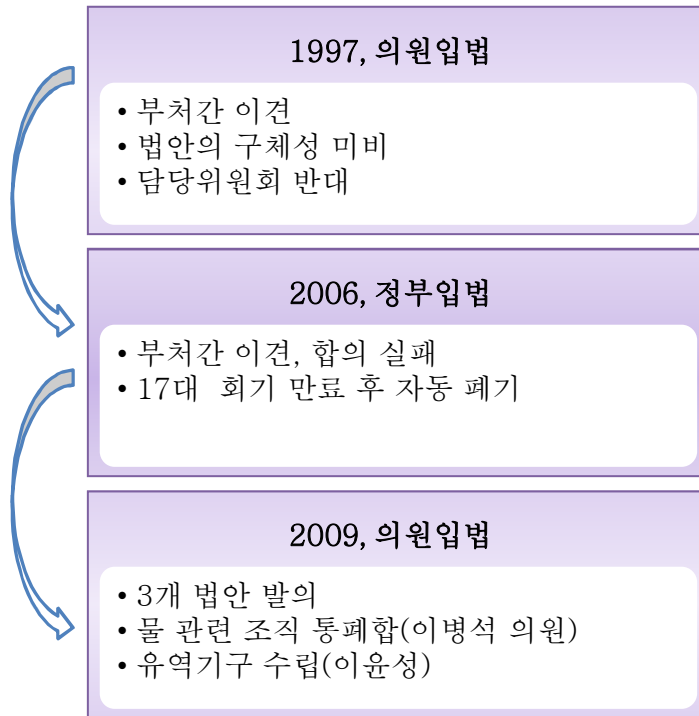 1997, 의원입법
• 부처간 이견
• 법안의 구체성 미비
• 담당위원회 반대
2006, 정부입법
• 부처간 이견, 합의 실패
• 17대 회기 만료 후 자동 폐기
2009, 의원입법
• 3개 법안 발의
• 물 관련 조직 통폐합(이병석 의원)
• 유역기구 수립(이윤성)